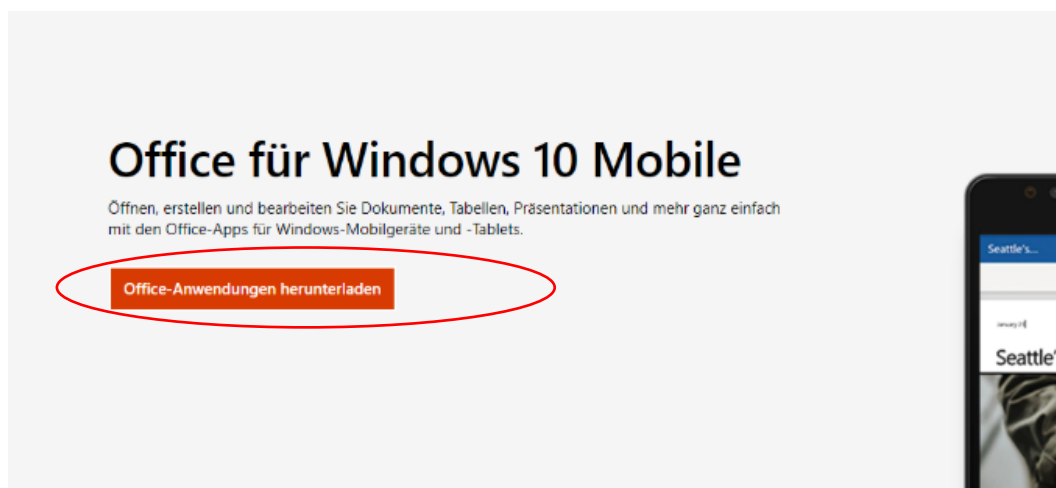 Office für Windows 10 Mobile
Öffnen, erstellen und bearbeiten Sie Dokumente, Tabellen, Präsentationen und mehr ganz einfach
mit den Office-Apps für Windows-Mobilgeräte und -Tablets.
Office-Anwendungen herunterladen
Seattle's...
Seattle'